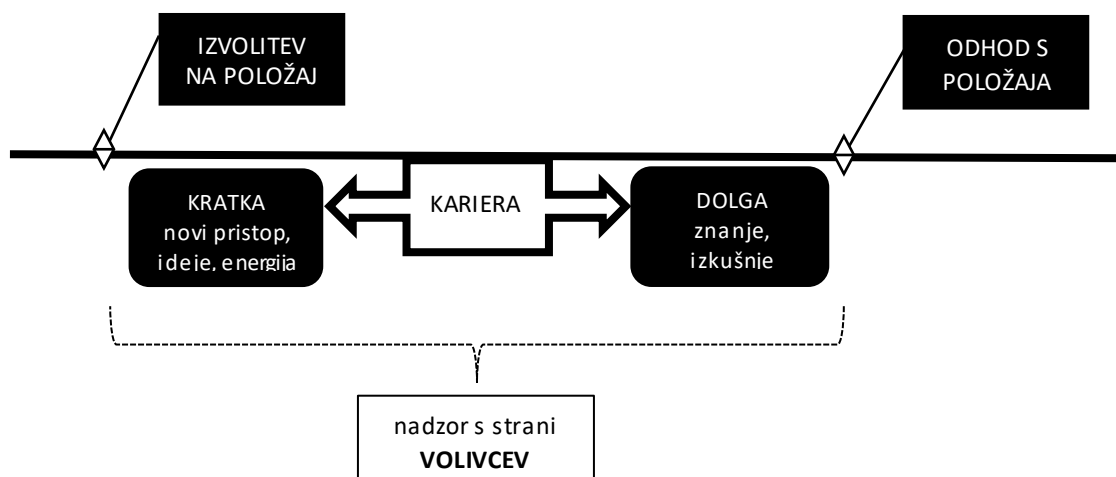 IZVOLITEV
NA POLOŽAJ
ODHOD S
POLOŽAJA
KRATKA
novi pristop,
ideje, energija
KARIERA
DOLGA
znanje,
izkušnje
nadzor s strani
VOLIVCEV